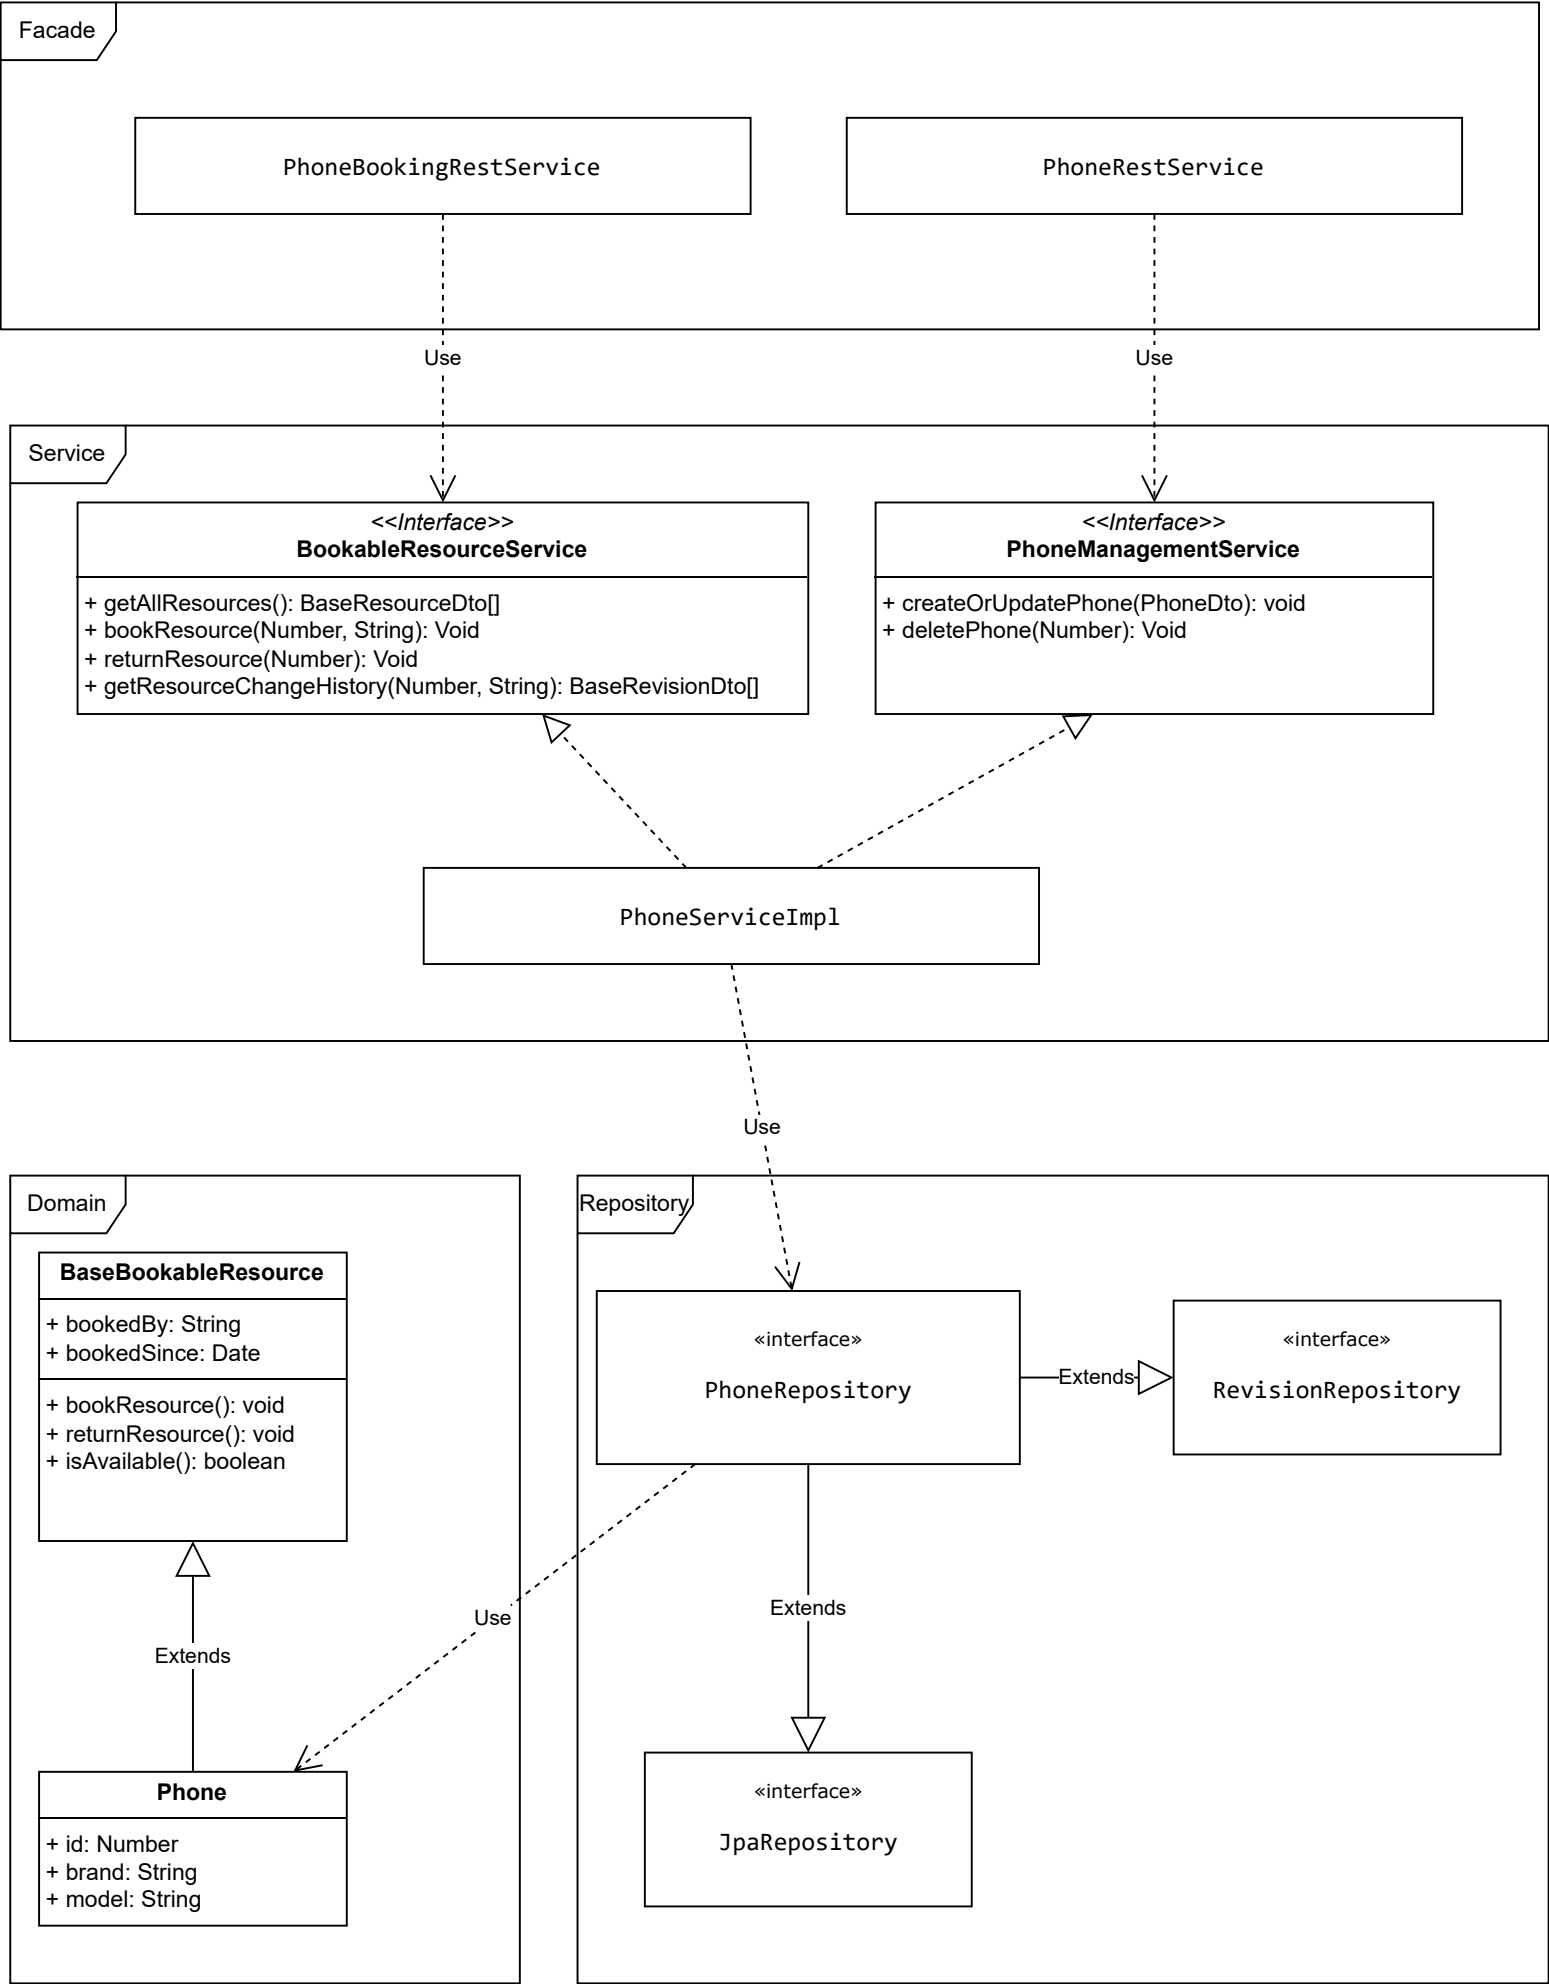 Facade
PhoneBookingRestService
PhoneRestService
Use
Use
Service
<<Interface>>
BookableResourceService
+ getAllResources(): BaseResourceDto[]
+ bookResource(Number, String): Void
+ returnResource(Number): Void
+ getResourceChangeHistory(Number, String): BaseRevisionDto[]
<<Interface>>
PhoneManagementService
+ createOrUpdatePhone(PhoneDto): void
+ deletePhone(Number): Void
PhoneServiceImpl
Use
Domain
BaseBookableResource
+ bookedBy: String
+ bookedSince: Date
+ bookResource(): void
+ returnResource(): void
+ isAvailable(): boolean
Extends
Phone
+ id: Number
+ brand: String
+ model: String
Use
Repository
«interface»
PhoneRepository
Extends
«interface»
RevisionRepository
Extends
«interface»
JpaRepository